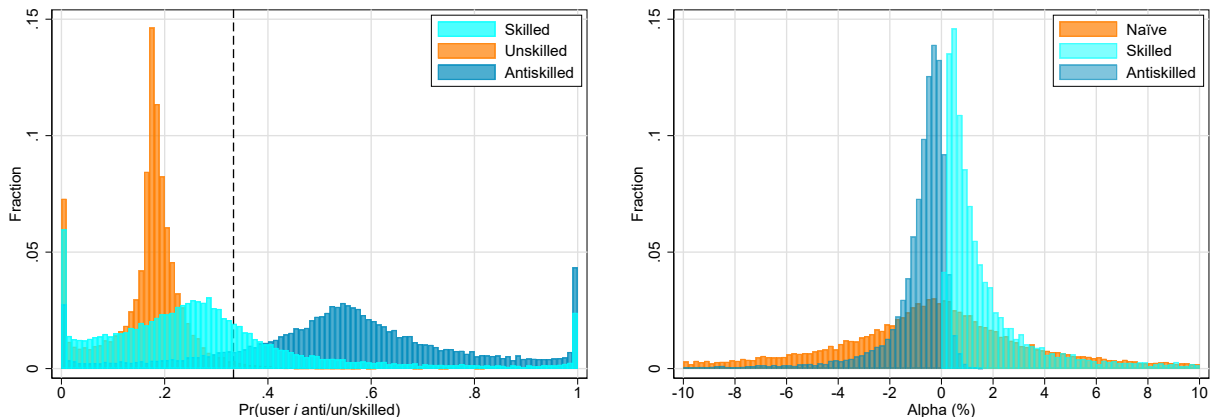 .15
.1
.05
0
Fraction
Skilled
Unskilled
Antiskilled
0 .2 .4 .6 .8 1
Pr(user i anti/un/skilled)
.15
.1
.05
0
Fraction
Naïve
Skilled
Antiskilled
-10 -8 -6 -4 -2 0 2 4 6 8 10
Alpha (%)